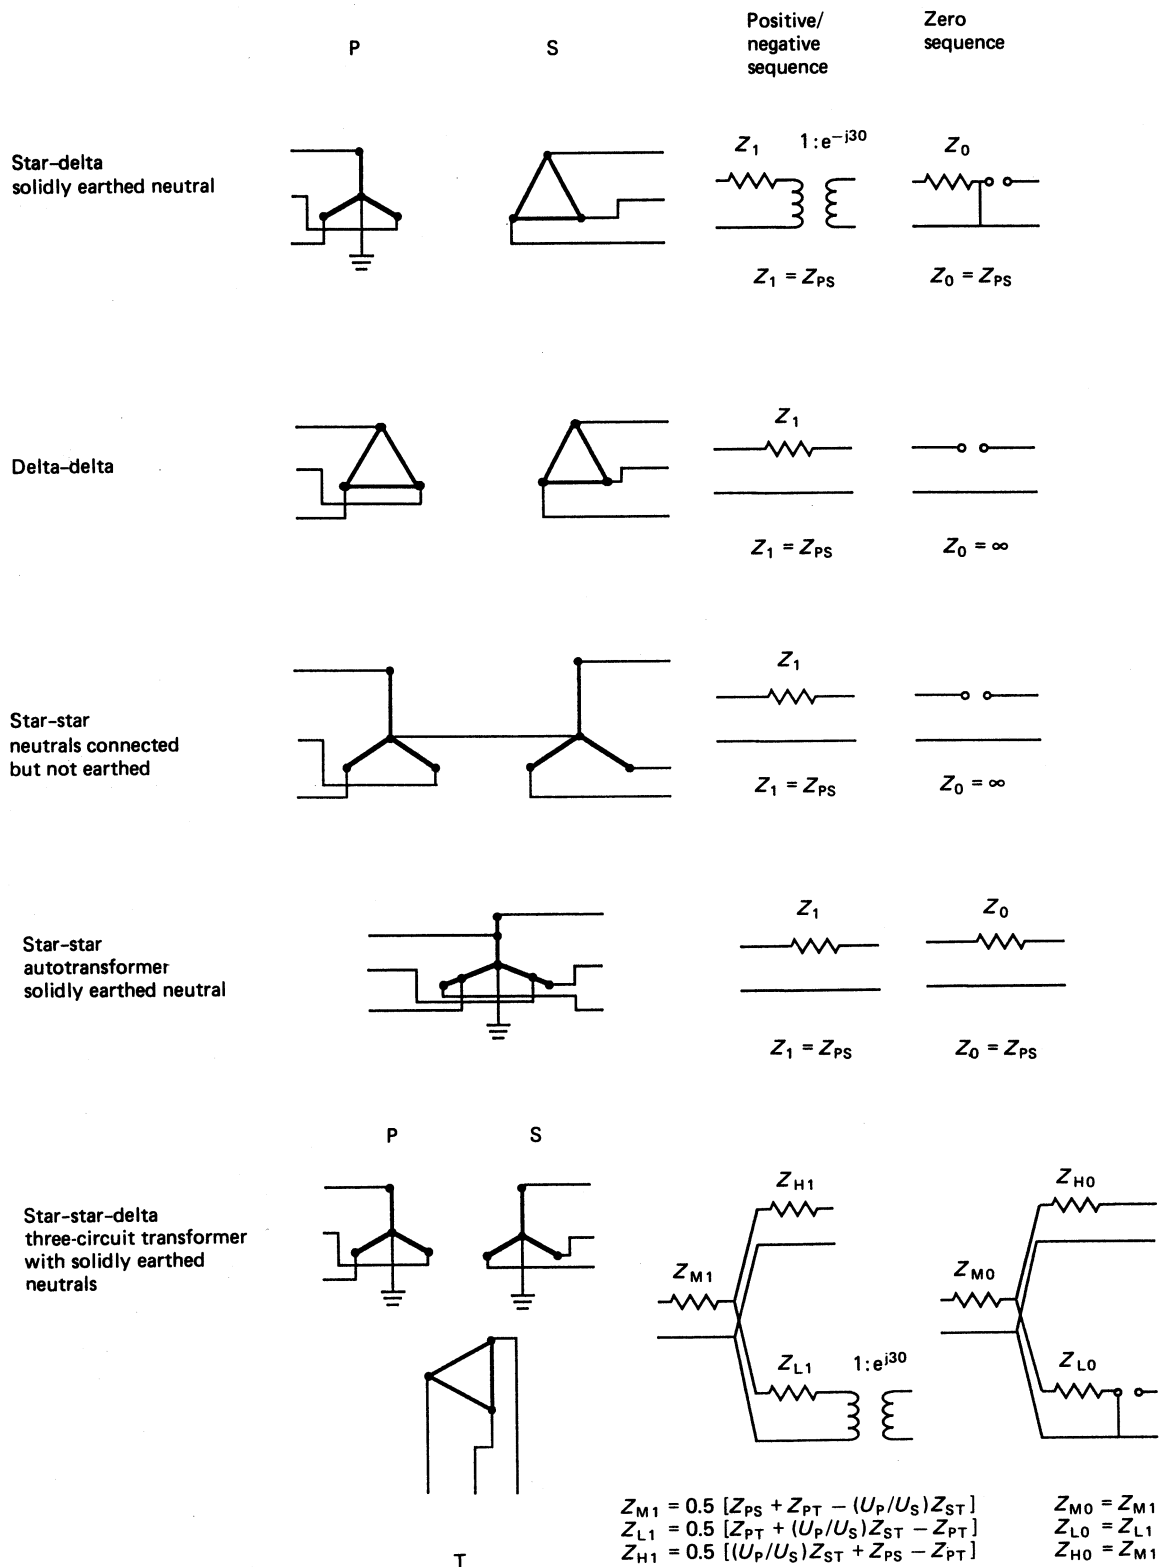 P
S
Positive/
negative
sequence
Zero
sequence
Star–delta
solidly earthed neutral
Z1
1:e^-j30
Z0
Z1 = ZPS
Z0 = ZPS
Delta–delta
Z1
Z1 = ZPS
Z0 = ∞
Star–star
neutrals connected
but not earthed
Z1
Z1 = ZPS
Z0 = ∞
Star–star
autotransformer
solidly earthed neutral
Z1
Z0
Z1 = ZPS
Z0 = ZPS
P
S
Star–star–delta
three-circuit transformer
with solidly earthed
neutrals
ZH1
ZH0
ZM1
ZM0
ZL1
1:e^j30
ZL0
ZM1 = 0.5 [ZPS + ZPT − (UP/US)ZST]
ZM0 = ZM1
ZL1 = 0.5 [ZPT + (UP/US)ZST − ZPT]
ZL0 = ZL1
ZH1 = 0.5 [(UP/US)ZST + ZPS − ZPT]
ZH0 = ZM1
T